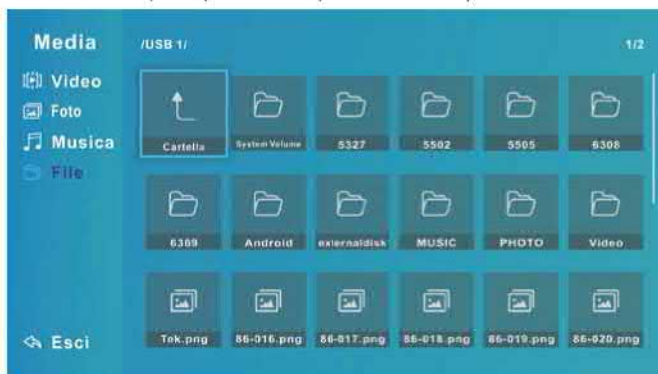 Media
/USB 1/
1/2
Video
Foto
Musica
File
Esci
Cartella System Volume 5327 5502 5505 6308
6309 Android externaldisk MUSIC PHOTO Video
Tek.png 86-016.png 86-017.png 86-018.png 86-019.png 86-020.png